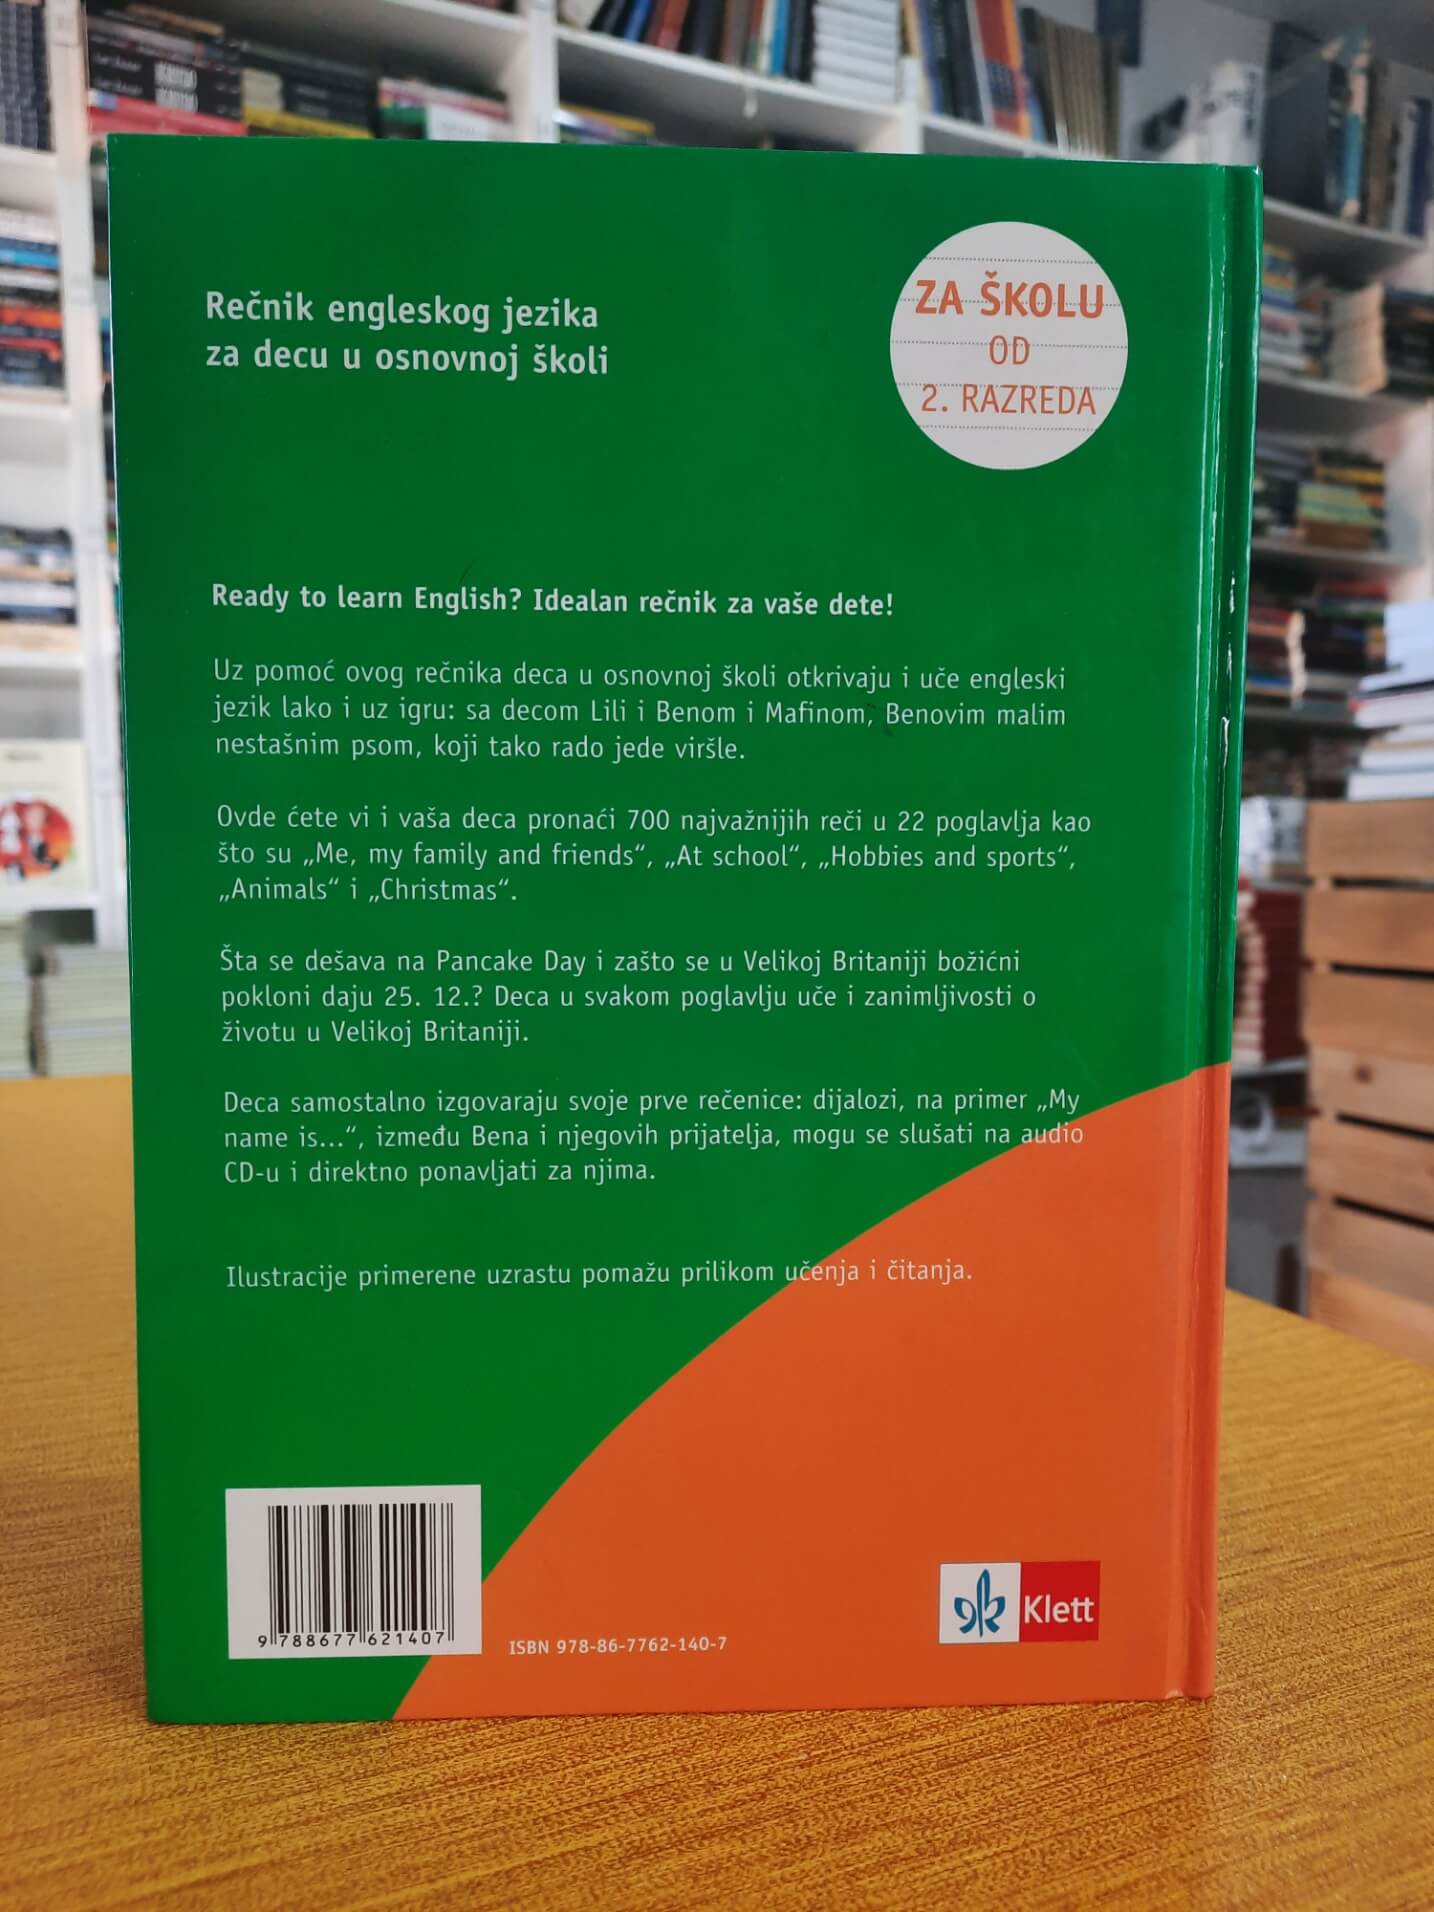 Rečnik engleskog jezika
za decu u osnovnoj školi
ZA ŠKOLU
OD
2. RAZREDA
Ready to learn English? Idealan rečnik za vaše dete!
Uz pomoć ovog rečnika deca u osnovnoj školi otkrivaju i uče engleski
jezik lako i uz igru: sa decom Lili i Benom i Mafinom, Benovim malim
nestašnim psom, koji tako rado jede viršle.
Ovde ćete vi i vaša deca pronaći 700 najvažnijih reči u 22 poglavlja kao
što su „Me, my family and friends“, „At school“, „Hobbies and sports“,
„Animals“ i „Christmas“.
Šta se dešava na Pancake Day i zašto se u Velikoj Britaniji božićni
pokloni daju 25. 12.? Deca u svakom poglavlju uče i zanimljivosti o
životu u Velikoj Britaniji.
Deca samostalno izgovaraju svoje prve rečenice: dijalozi, na primer „My
name is...“, između Bena i njegovih prijatelja, mogu se slušati na audio
CD-u i direktno ponavljati za njima.
Ilustracije primerene uzrastu pomažu prilikom učenja i čitanja.
9 788677 621407
ISBN 978-86-7762-140-7
Klett